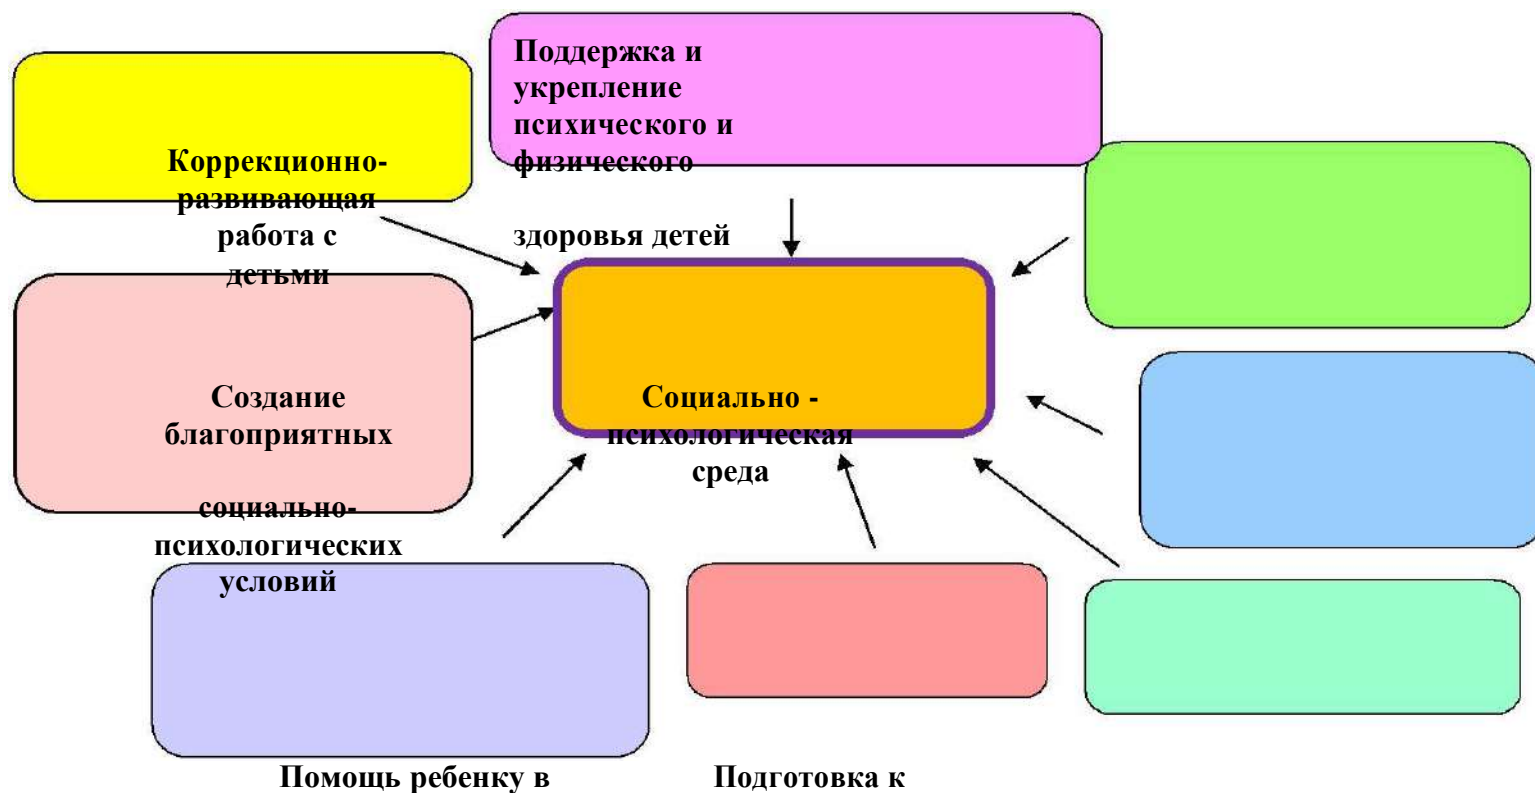 Поддержка и
укрепление
психического и
физического
здоровья детей
Коррекционно-
развивающая
работа с
детьми
Создание
благоприятных
социально-
психологических
условий
Социально -
психологическая
среда
Помощь ребенку в
Подготовка к